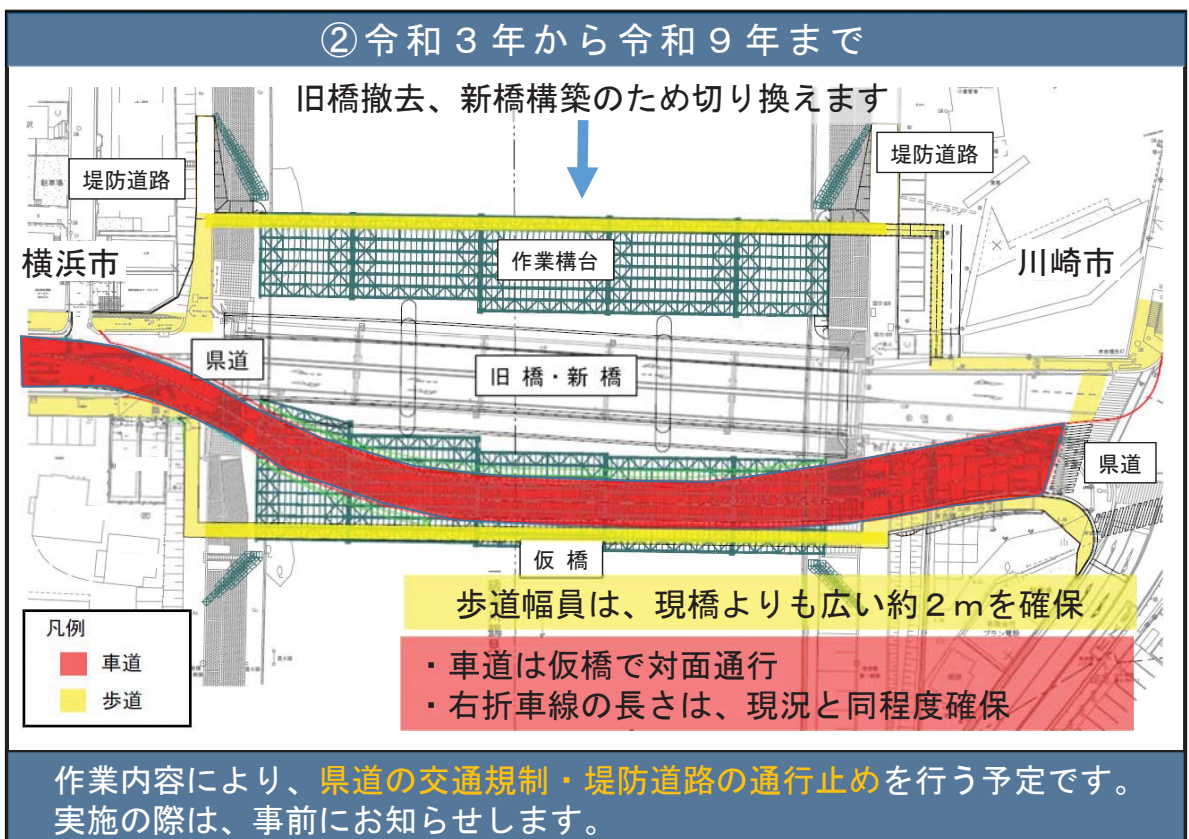 ②令和３年から令和９年まで
旧橋撤去、新橋構築のため切り換えます
堤防道路
堤防道路
横浜市
作業構台
川崎市
県道
旧橋・新橋
県道
仮橋
歩道幅員は、現橋よりも広い約２ｍを確保
凡例
車道
歩道
・車道は仮橋で対面通行
・右折車線の長さは、現況と同程度確保
作業内容により、県道の交通規制・堤防道路の通行止めを行う予定です。
実施の際は、事前にお知らせします。